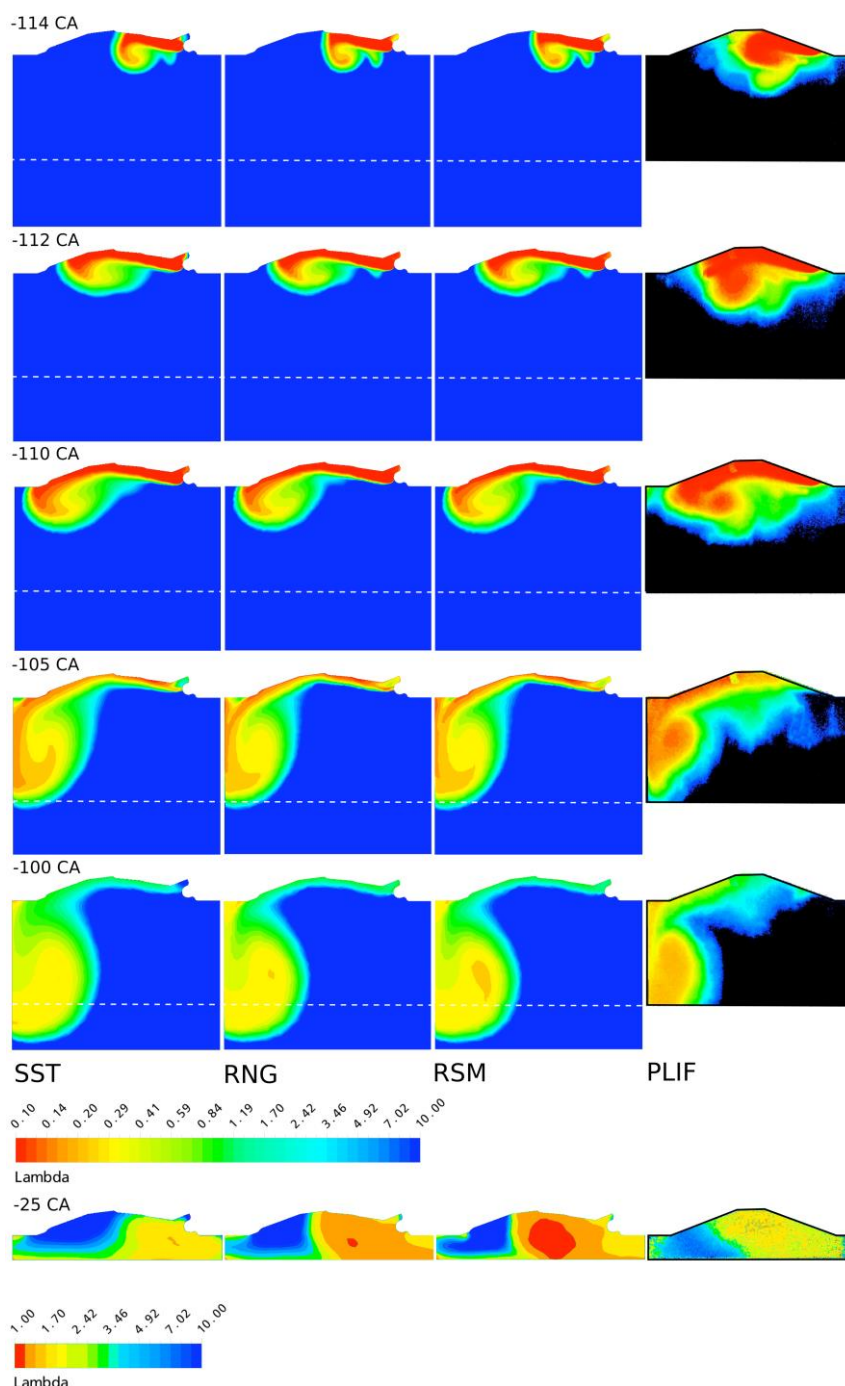 -114 CA
-112 CA
-110 CA
-105 CA
-100 CA
SST RNG RSM PLIF
0.10 0.14 0.20 0.29 0.41 0.59 0.84 1.19 1.70 2.42 3.46 4.92 7.02 10.00
Lambda
-25 CA
1.00 1.70 2.42 3.46 4.92 7.02 10.00
Lambda